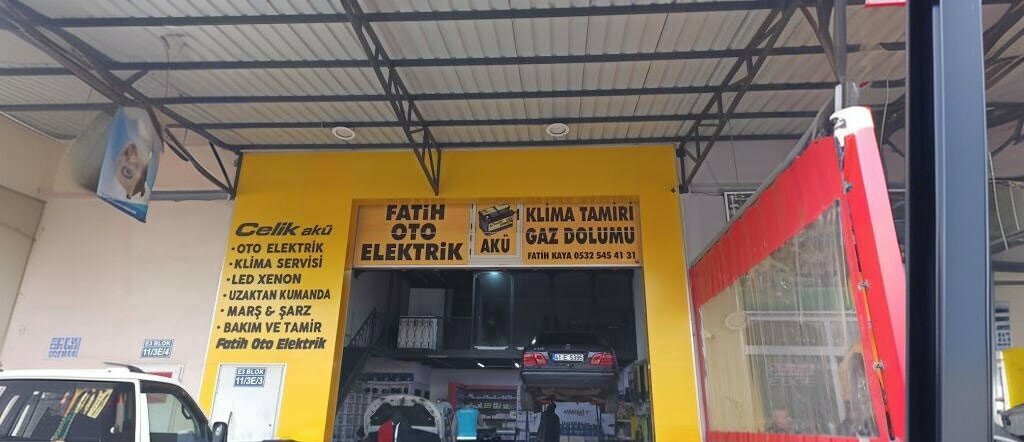 Celik akü
• OTO ELEKTRİK
• KLİMA SERVİSİ
• LED XENON
• UZAKTAN KUMANDA
• MARŞ & ŞARZ
• BAKIM VE TAMİR
Fatih Oto Elektrik
FATİH
OTO
ELEKTRİK
AKÜ
KLİMA TAMİRİ
GAZ DOLUMU
FATİH KAYA 0532 545 41 31
E3 BLOK
11/3E/4
E3 BLOK
11/3E/3